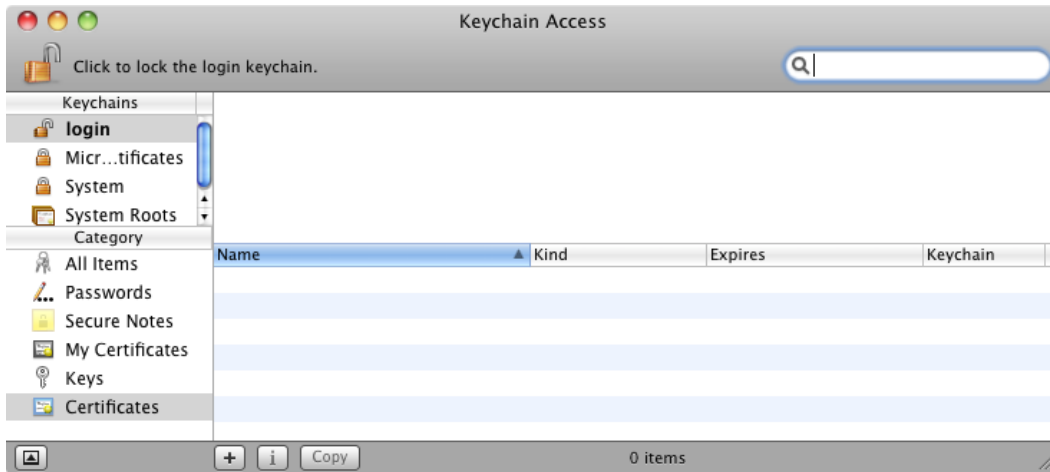 Keychain Access
Click to lock the login keychain.
Keychains
login
Micr...tificates
System
System Roots
Category
All Items
Passwords
Secure Notes
My Certificates
Keys
Certificates
Name Kind Expires Keychain
+ i Copy 0 items